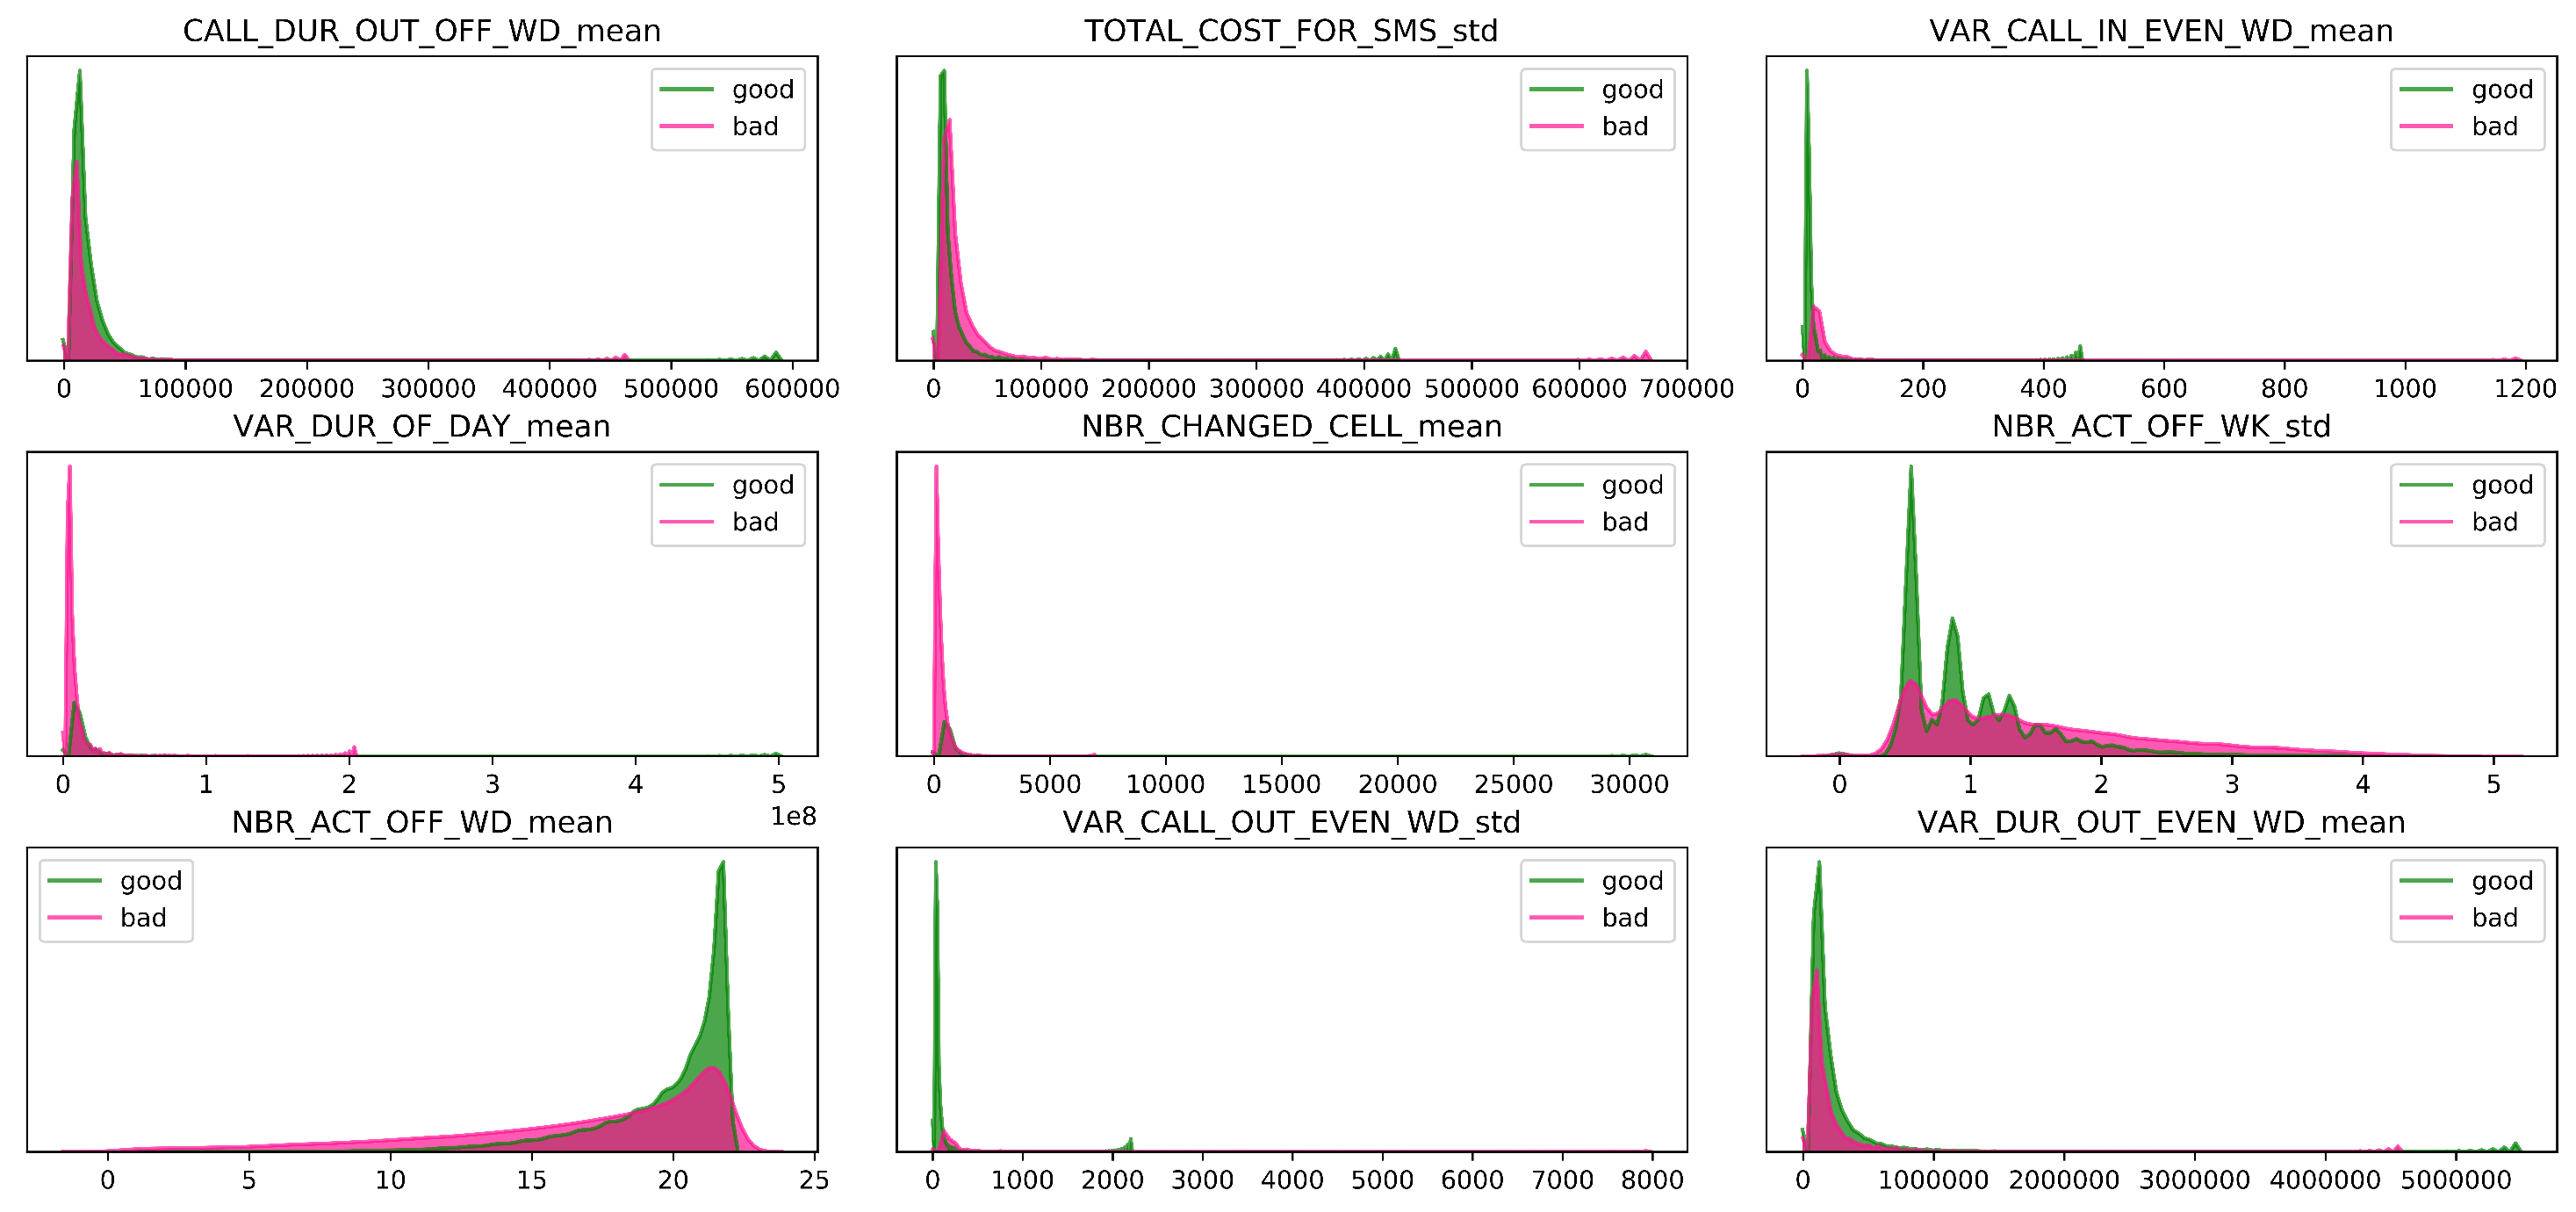 CALL_DUR_OUT_OFF_WD_mean
good
bad
0 100000 200000 300000 400000 500000 600000
TOTAL_COST_FOR_SMS_std
good
bad
0 100000 200000 300000 400000 500000 600000 700000
VAR_CALL_IN_EVEN_WD_mean
good
bad
0 200 400 600 800 1000 1200
VAR_DUR_OF_DAY_mean
good
bad
0 1 2 3 4 5
1e8
NBR_CHANGED_CELL_mean
good
bad
0 5000 10000 15000 20000 25000 30000
NBR_ACT_OFF_WK_std
good
bad
0 1 2 3 4 5
NBR_ACT_OFF_WD_mean
good
bad
0 5 10 15 20 25
VAR_CALL_OUT_EVEN_WD_std
good
bad
0 1000 2000 3000 4000 5000 6000 7000 8000
VAR_DUR_OUT_EVEN_WD_mean
good
bad
0 1000000 2000000 3000000 4000000 5000000